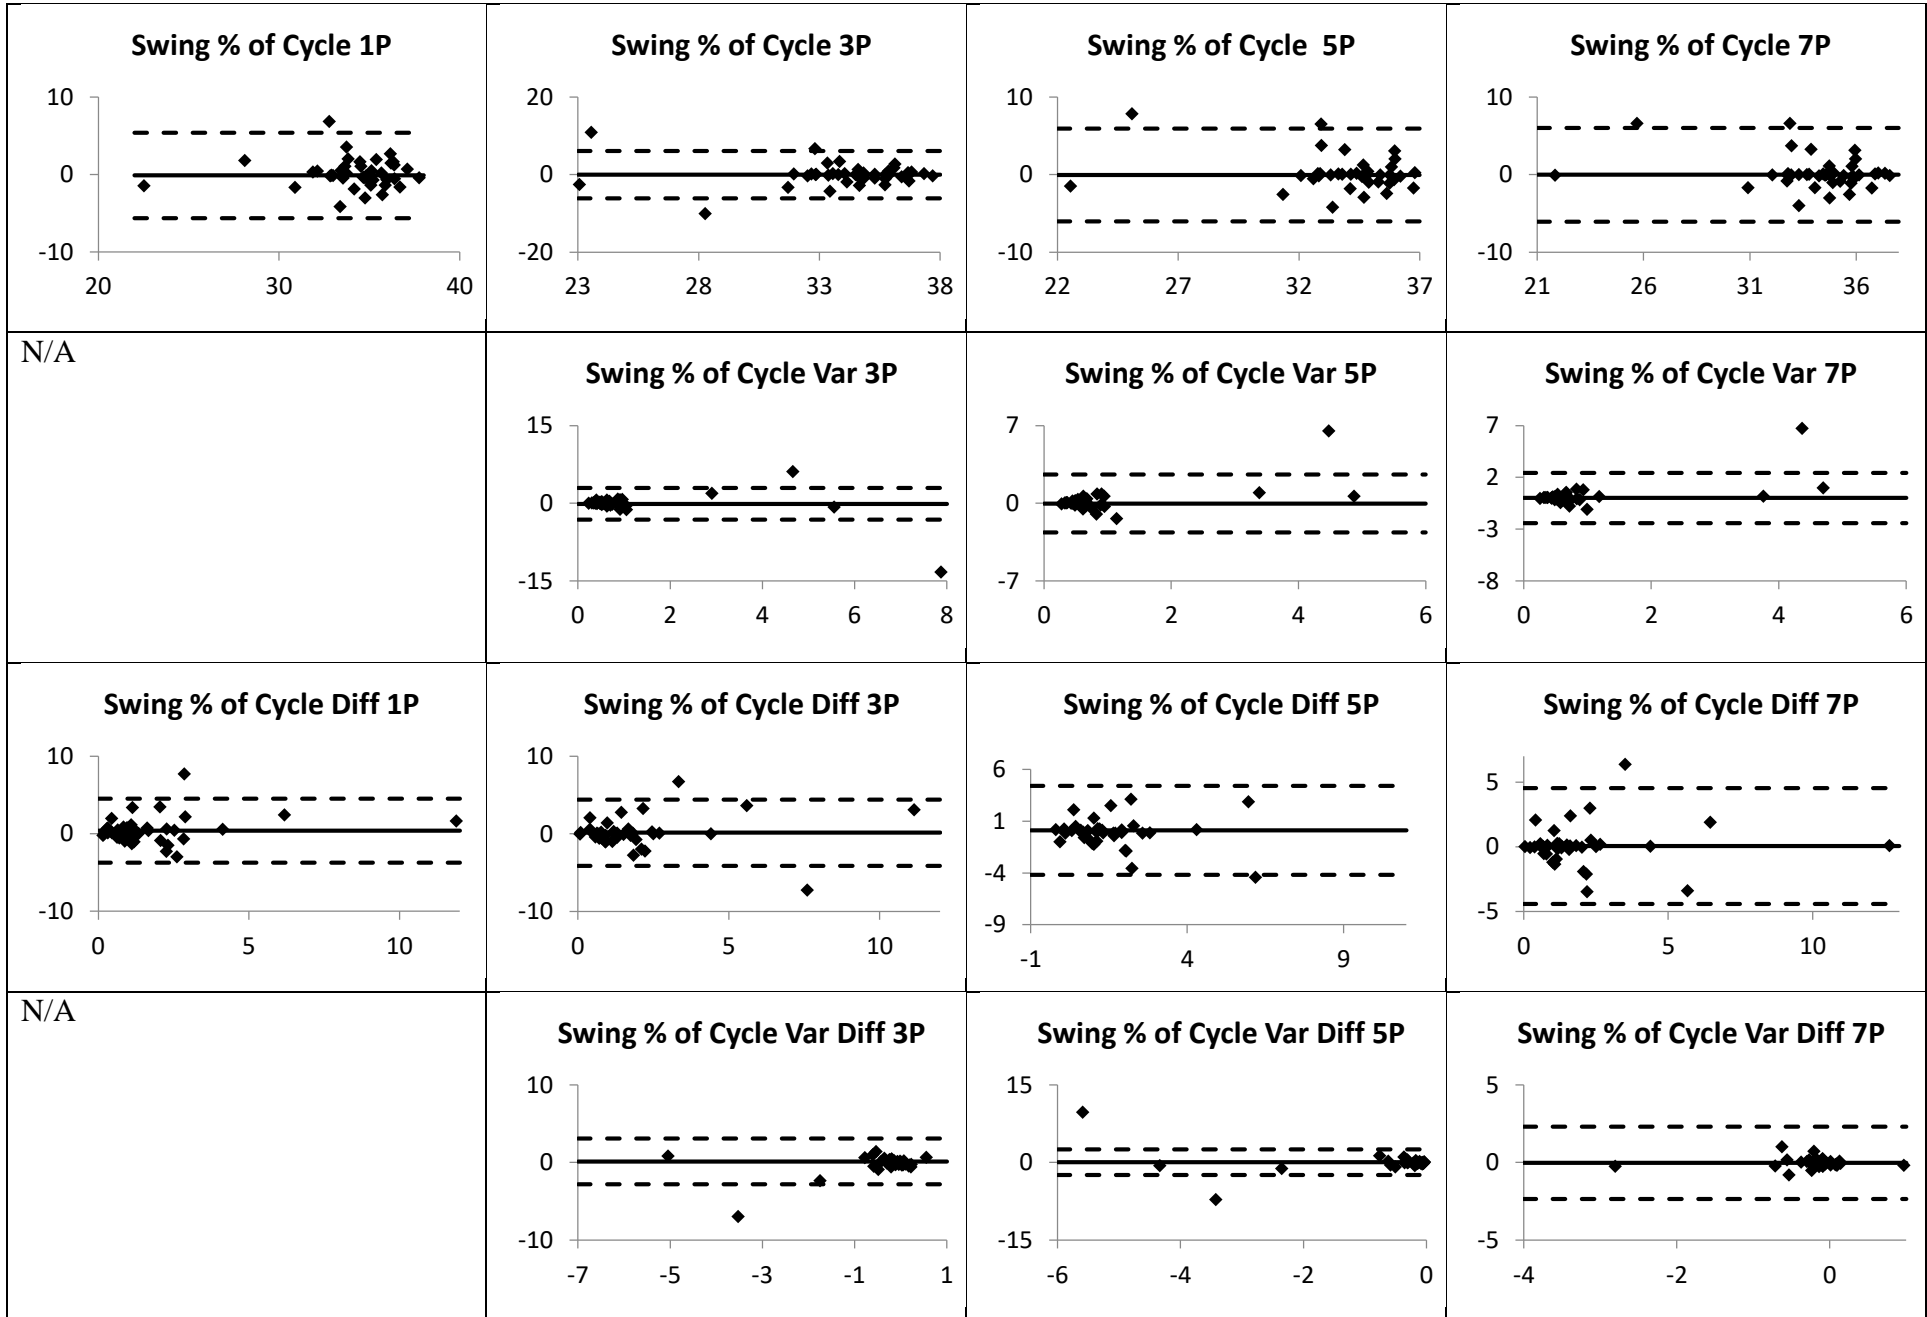 Swing % of Cycle 1P
10
0
-10
20 30 40
Swing % of Cycle 3P
20
0
-20
23 28 33 38
Swing % of Cycle 5P
10
0
-10
22 27 32 37
Swing % of Cycle 7P
10
0
-10
21 26 31 36
N/A
Swing % of Cycle Var 3P
15
0
-15
0 2 4 6 8
Swing % of Cycle Var 5P
7
0
-7
0 2 4 6
Swing % of Cycle Var 7P
7
2
-3
-8
0 2 4 6
Swing % of Cycle Diff 1P
10
0
-10
0 5 10
Swing % of Cycle Diff 3P
10
0
-10
0 5 10
Swing % of Cycle Diff 5P
6
1
-4
-9
-1 4 9
Swing % of Cycle Diff 7P
5
0
-5
0 5 10
N/A
Swing % of Cycle Var Diff 3P
10
0
-10
-7 -5 -3 -1 1
Swing % of Cycle Var Diff 5P
15
0
-15
-6 -4 -2 0
Swing % of Cycle Var Diff 7P
5
0
-5
-4 -2 0